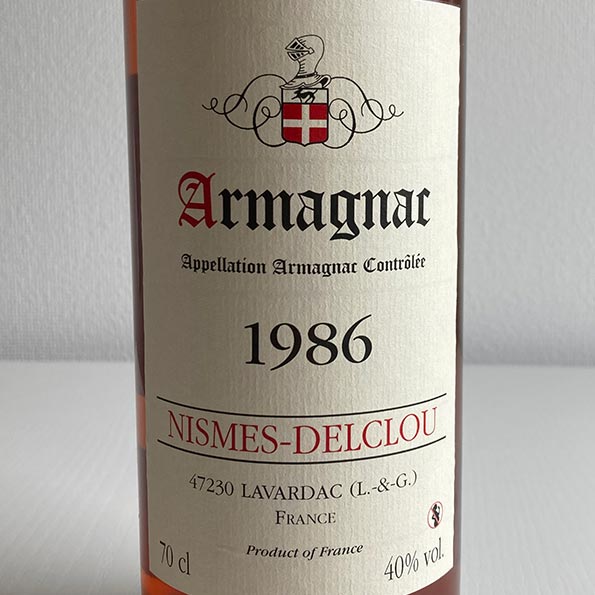 Armagnac
Appellation Armagnac Contrôlée
1986
NISMES-DELCLOU
47230 LAVARDAC (L.-&-G.)
FRANCE
Product of France
70 cl
40% vol.